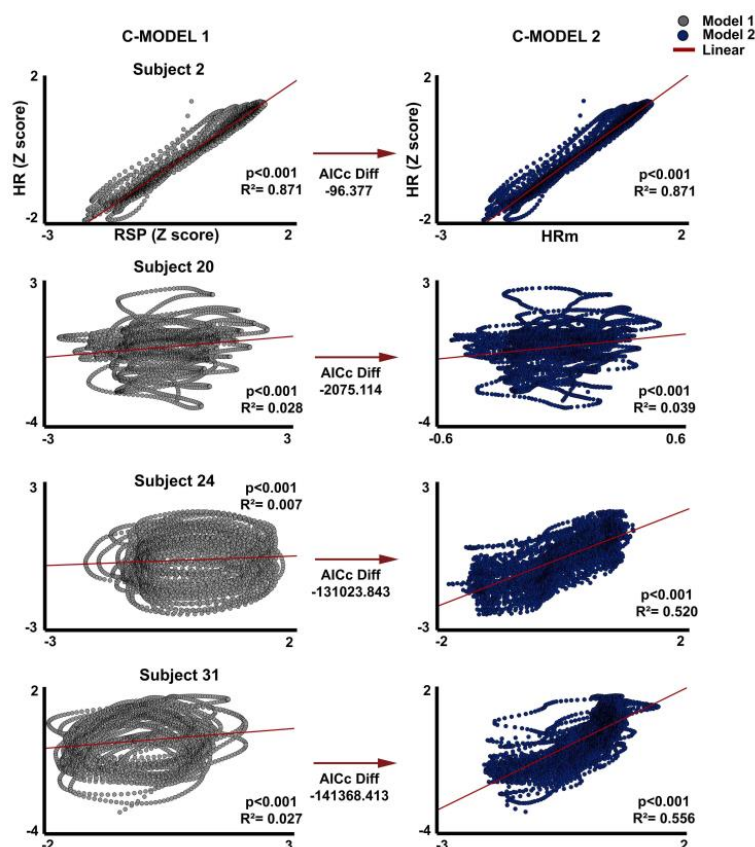 C-MODEL 1
C-MODEL 2
Model 1
Model 2
Linear
Subject 2
2
HR (Z score)
-2
-3
RSP (Z score)
2
p<0.001
R²= 0.871
AICc Diff
-96.377
2
HR (Z score)
-2
-3
HRm
2
p<0.001
R²= 0.871
Subject 20
3
-4
-3
3
p<0.001
R²= 0.028
AICc Diff
-2075.114
3
-4
-0.6
0.6
p<0.001
R²= 0.039
Subject 24
3
p<0.001
R²= 0.007
-3
-3
2
AICc Diff
-131023.843
3
-3
-2
2
p<0.001
R²= 0.520
Subject 31
2
-4
-2
3
p<0.001
R²= 0.027
AICc Diff
-141368.413
2
-4
-3
2
p<0.001
R²= 0.556